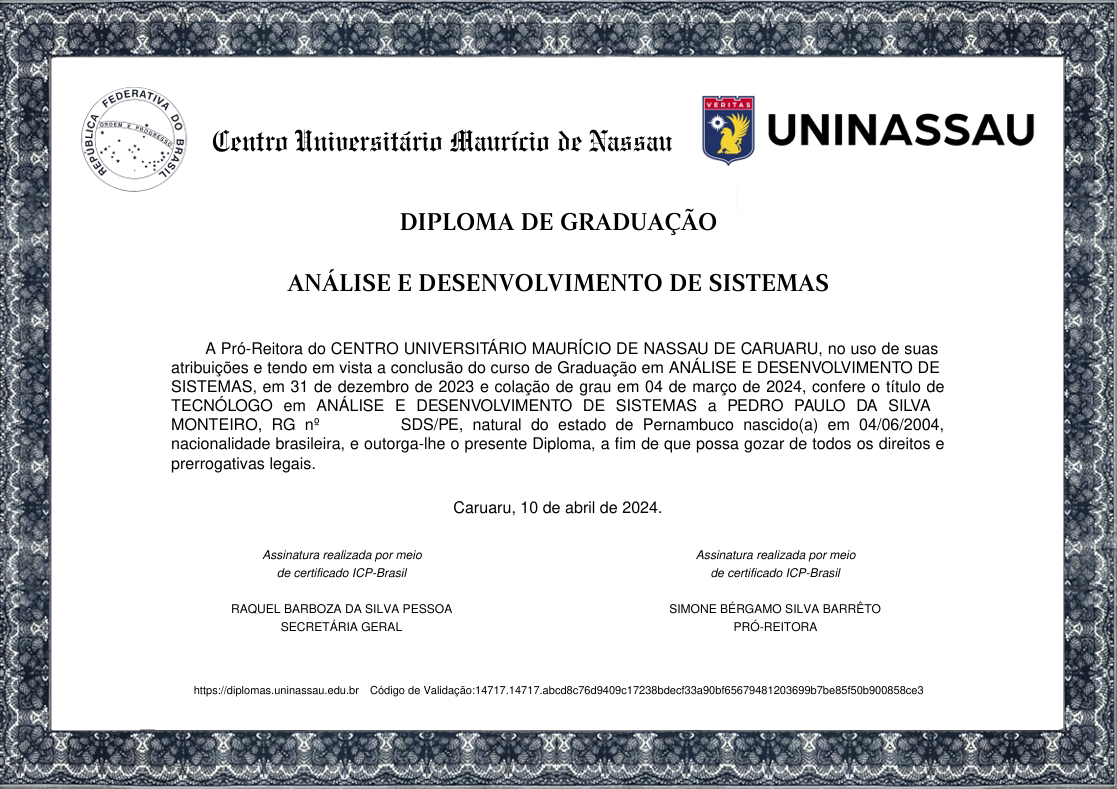 REPÚBLICA FEDERATIVA DO BRASIL
ORDEM E PROGRESSO
Centro Universitário Maurício de Nassau
VERITAS
UNINASSAU
DIPLOMA DE GRADUAÇÃO
ANÁLISE E DESENVOLVIMENTO DE SISTEMAS
A Pró-Reitora do CENTRO UNIVERSITÁRIO MAURÍCIO DE NASSAU DE CARUARU, no uso de suas
atribuições e tendo em vista a conclusão do curso de Graduação em ANÁLISE E DESENVOLVIMENTO DE
SISTEMAS, em 31 de dezembro de 2023 e colação de grau em 04 de março de 2024, confere o título de
TECNÓLOGO em ANÁLISE E DESENVOLVIMENTO DE SISTEMAS a PEDRO PAULO DA SILVA
MONTEIRO, RG nº SDS/PE, natural do estado de Pernambuco nascido(a) em 04/06/2004,
nacionalidade brasileira, e outorga-lhe o presente Diploma, a fim de que possa gozar de todos os direitos e
prerrogativas legais.
Caruaru, 10 de abril de 2024.
Assinatura realizada por meio
de certificado ICP-Brasil
RAQUEL BARBOZA DA SILVA PESSOA
SECRETÁRIA GERAL
Assinatura realizada por meio
de certificado ICP-Brasil
SIMONE BÉRGAMO SILVA BARRÊTO
PRÓ-REITORA
https://diplomas.uninassau.edu.br Código de Validação:14717.14717.abcd8c76d9409c17238bdecf33a90bf65679481203699b7be85f50b900858ce3